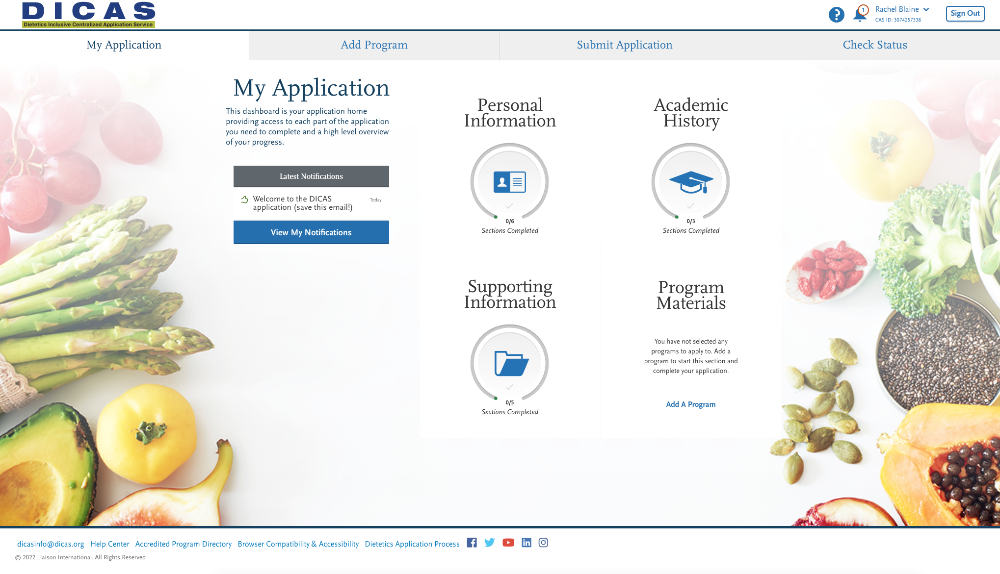 DICAS
Dietetics Inclusive Centralized Application Service
?
1
Rachel Blaine
CAS ID: 3074257338
Sign Out
My Application
Add Program
Submit Application
Check Status
My Application
This dashboard is your application home
providing access to each part of the application
you need to complete and a high level overview
of your progress.
Latest Notifications
Welcome to the DICAS
application (save this email!)
Today
View My Notifications
Personal
Information
0/6
Sections Completed
Academic
History
0/3
Sections Completed
Supporting
Information
0/5
Sections Completed
Program
Materials
You have not selected any
programs to apply to. Add a
program to start this section and
complete your application.
Add A Program
dicasinfo@dicas.org Help Center Accredited Program Directory Browser Compatibility & Accessibility Dietetics Application Process
© 2022 Liaison International. All Rights Reserved